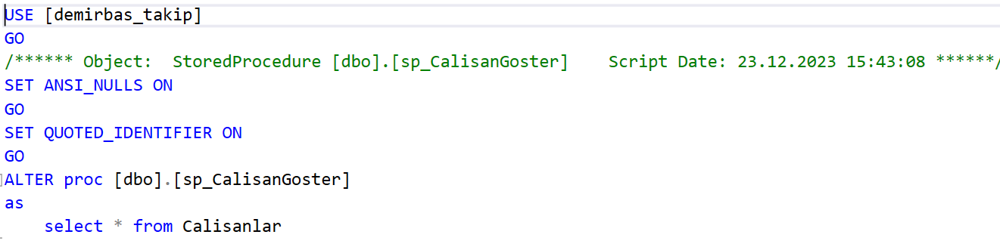 USE [demirbas_takip]
GO
/****** Object:  StoredProcedure [dbo].[sp_CalisanGoster]    Script Date: 23.12.2023 15:43:08 ******/
SET ANSI_NULLS ON
GO
SET QUOTED_IDENTIFIER ON
GO
ALTER proc [dbo].[sp_CalisanGoster]
as
    select * from Calisanlar